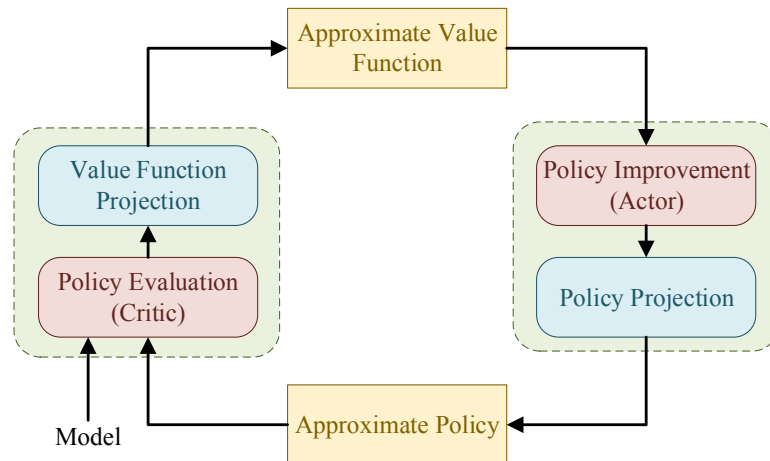 Approximate Value
Function
Value Function
Projection
Policy Evaluation
(Critic)
Model
Policy Improvement
(Actor)
Policy Projection
Approximate Policy